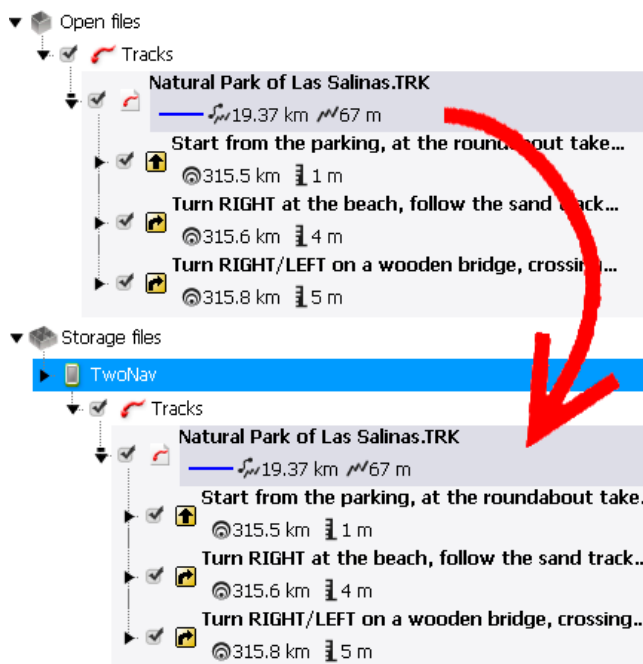 Open files
Tracks
Natural Park of Las Salinas.TRK
19.37 km 67 m
Start from the parking, at the roundabout take...
315.5 km 1 m
Turn RIGHT at the beach, follow the sand track...
315.6 km 4 m
Turn RIGHT/LEFT on a wooden bridge, crossing...
315.8 km 5 m
Storage files
TwoNav
Tracks
Natural Park of Las Salinas.TRK
19.37 km 67 m
Start from the parking, at the roundabout take.
315.5 km 1 m
Turn RIGHT at the beach, follow the sand track..
315.6 km 4 m
Turn RIGHT/LEFT on a wooden bridge, crossing..
315.8 km 5 m